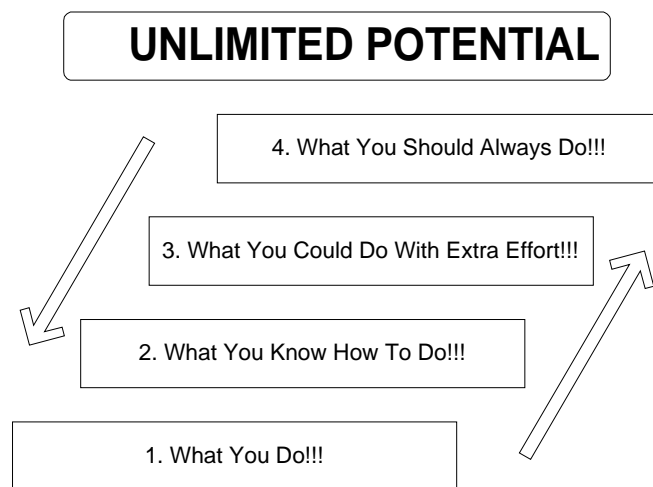 UNLIMITED POTENTIAL
4. What You Should Always Do!!!
3. What You Could Do With Extra Effort!!!
2. What You Know How To Do!!!
1. What You Do!!!